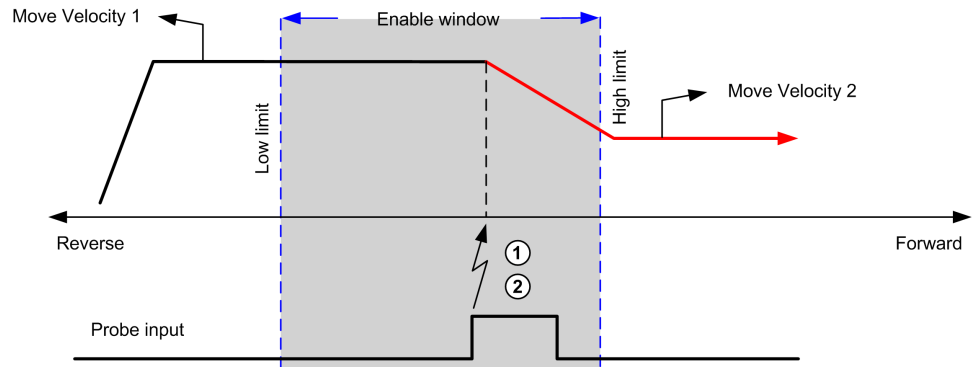 Move Velocity 1
Enable window
Low limit
High limit
Move Velocity 2
Reverse
Forward
1
2
Probe input